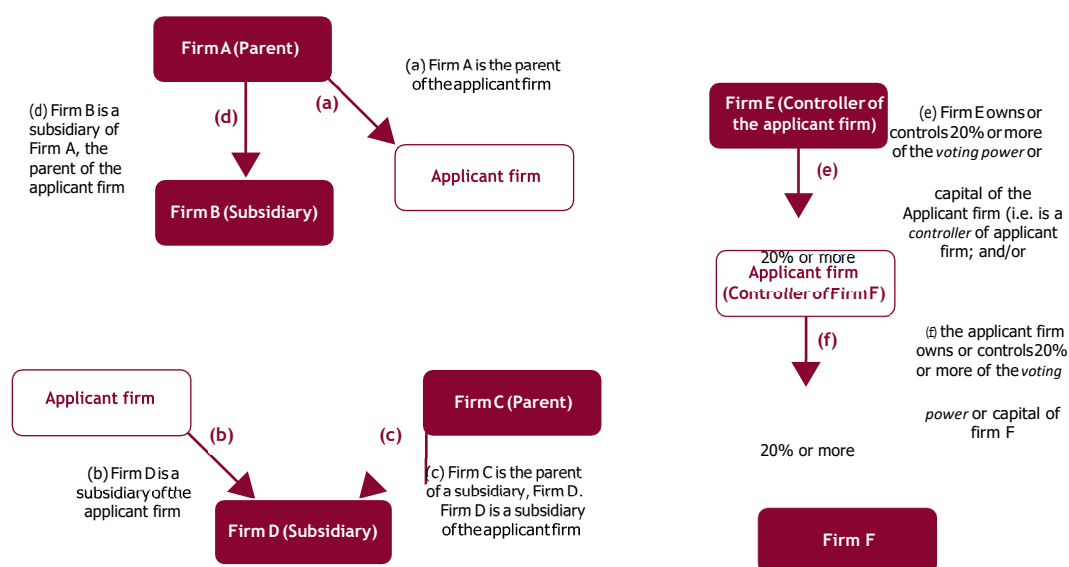 Firm A (Parent)
(a) Firm A is the parent
of the applicant firm
(a)
(d)
(d) Firm B is a
subsidiary of
Firm A, the
parent of the
applicant firm
Applicant firm
Firm B (Subsidiary)
Applicant firm
Firm C (Parent)
(b)
(c)
(b) Firm D is a
subsidiary of the
applicant firm
(c) Firm C is the parent
of a subsidiary, Firm D.
Firm D is a subsidiary
of the applicant firm
Firm D (Subsidiary)
Firm E (Controller of
the applicant firm)
(e) Firm E owns or
controls 20% or more
of the voting power or
(e)
capital of the
Applicant firm (i.e. is a
controller of applicant
firm; and/or
20% or more
Applicant firm
(Controller of Firm F)
(f)
(f) the applicant firm
owns or controls 20%
or more of the voting
power or capital of
firm F
20% or more
Firm F